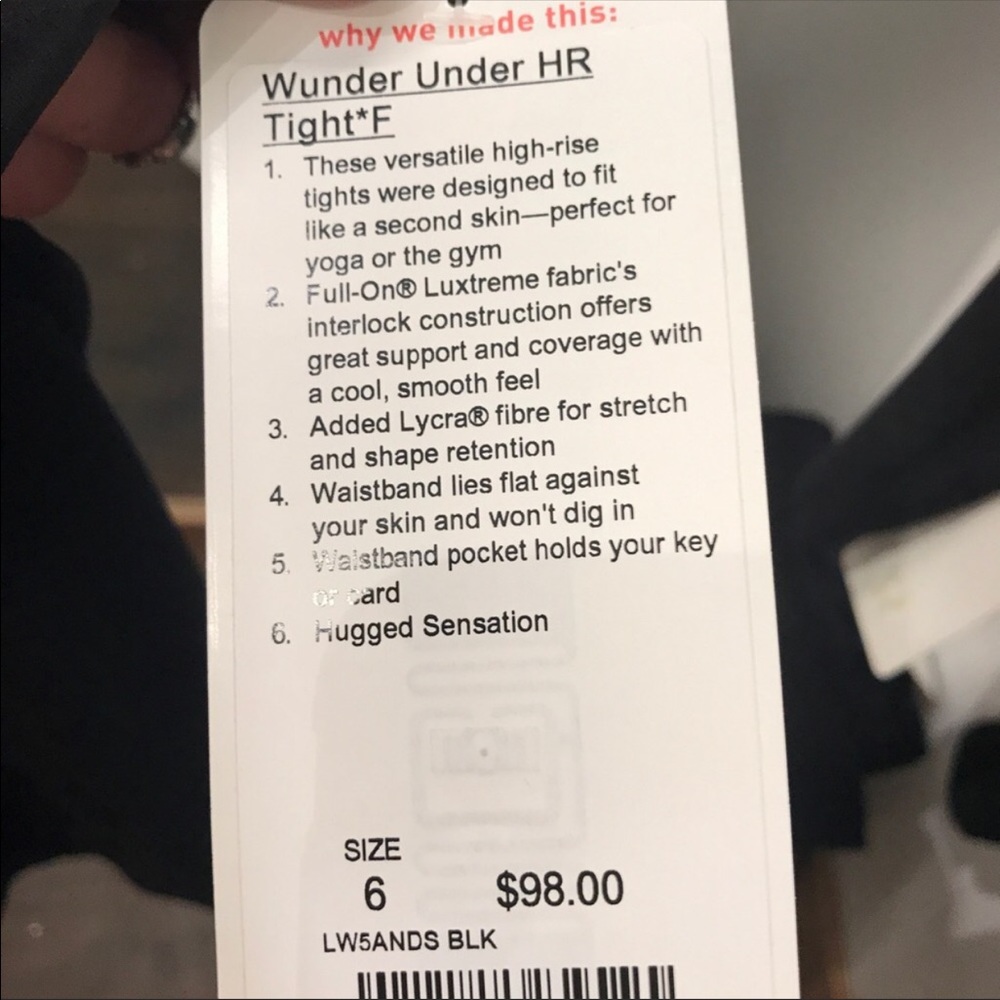 why we made this:
Wunder Under HR
Tight*F
1. These versatile high-rise
tights were designed to fit
like a second skin—perfect for
yoga or the gym
2. Full-On® Luxtreme fabric's
interlock construction offers
great support and coverage with
a cool, smooth feel
3. Added Lycra® fibre for stretch
and shape retention
4. Waistband lies flat against
your skin and won't dig in
5. Waistband pocket holds your key
or card
6. Hugged Sensation
SIZE
6 $98.00
LW5ANDS BLK